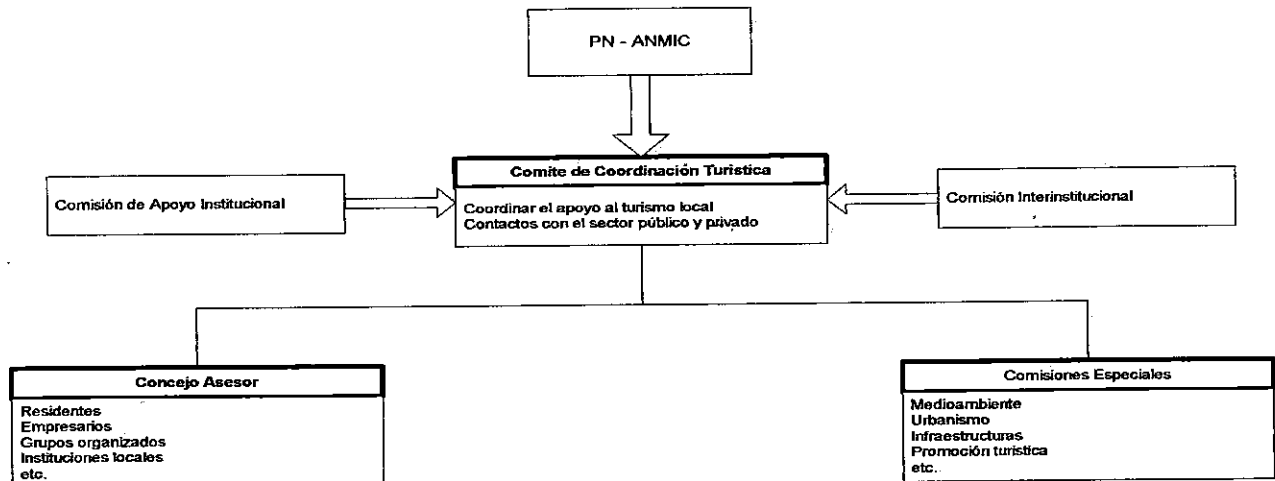 PN - ANMIC
Comite de Coordinación Turistica
Coordinar el apoyo al turismo local
Contactos con el sector público y privado
Comisión de Apoyo Institucional
Comisión Interinstitucional
Concejo Asesor
Residentes
Empresarios
Grupos organizados
Instituciones locales
etc.
Comisiones Especiales
Medioambiente
Urbanismo
Infraestructuras
Promoción turistica
etc.